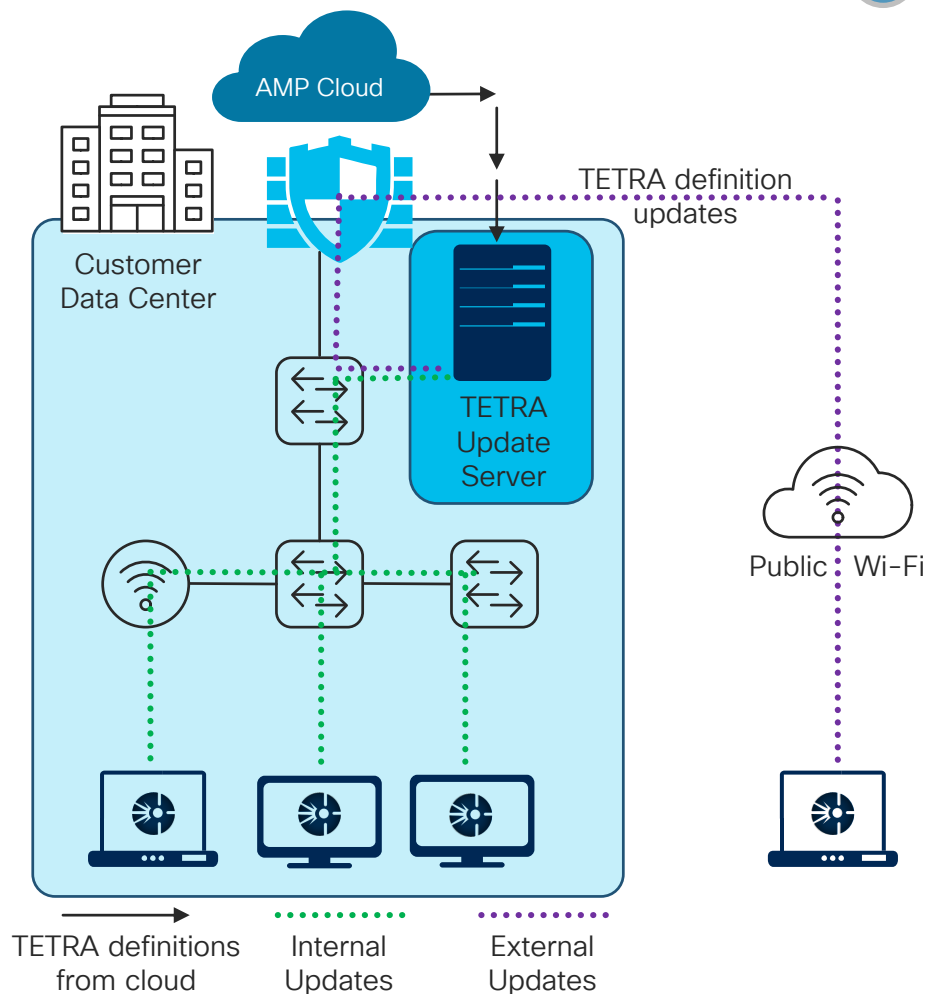 AMP Cloud
TETRA definition
updates
Customer
Data Center
TETRA
Update
Server
Public Wi-Fi
TETRA definitions
from cloud
Internal
Updates
External
Updates